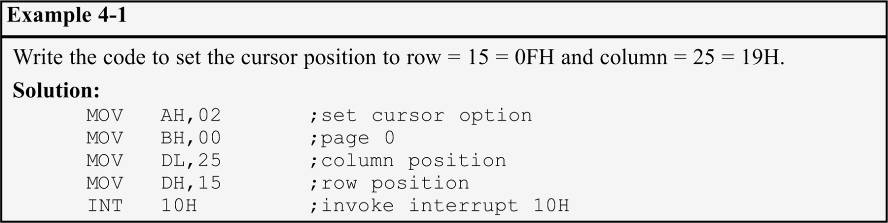 Example 4-1
Write the code to set the cursor position to row = 15 = 0FH and column = 25 = 19H.
Solution:
MOV AH,02 ;set cursor option
MOV BH,00 ;page 0
MOV DL,25 ;column position
MOV DH,15 ;row position
INT 10H ;invoke interrupt 10H